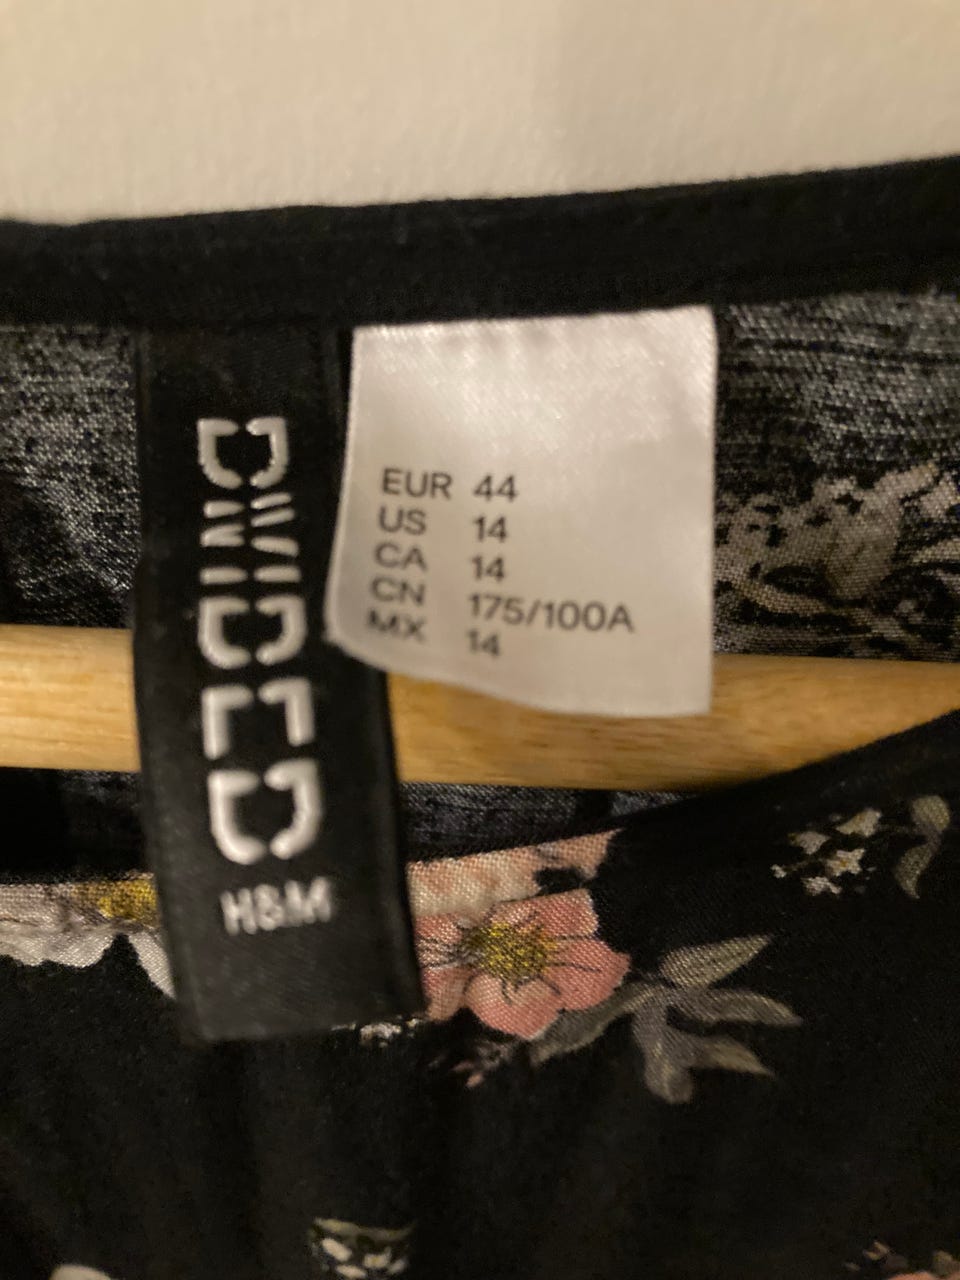 DIVIDED
H&M
EUR 44
US 14
CA 14
CN 175/100A
MX 14